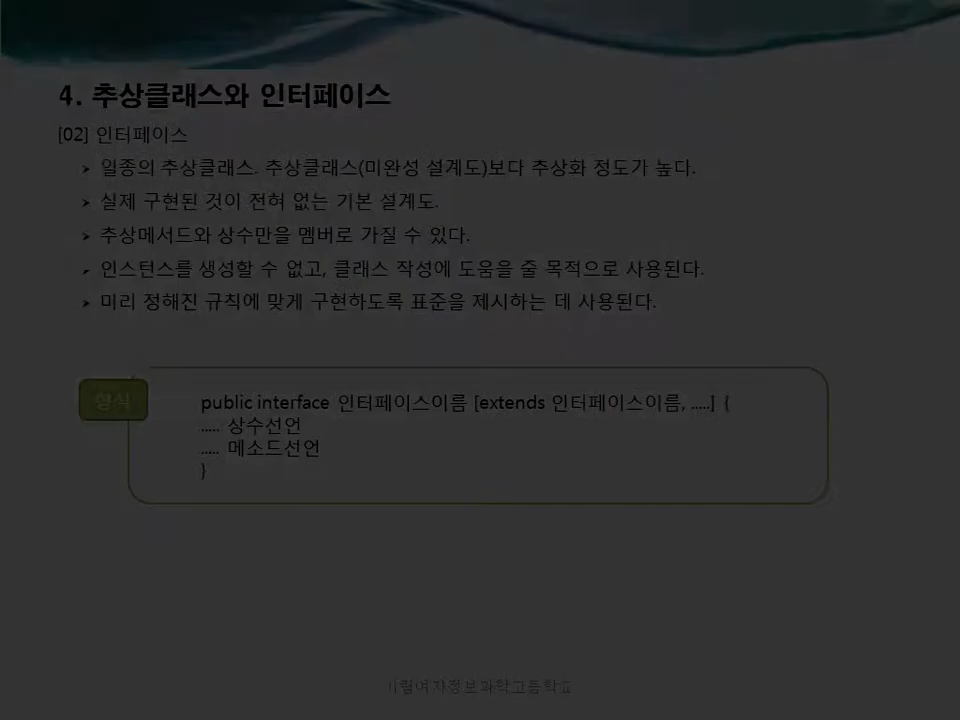 4. 추상클래스와 인터페이스
[02] 인터페이스
➢ 일종의 추상클래스. 추상클래스(미완성 설계도)보다 추상화 정도가 높다.
➢ 실제 구현된 것이 전혀 없는 기본 설계도.
➢ 추상메서드와 상수만을 멤버로 가질 수 있다.
➢ 인스턴스를 생성할 수 없고, 클래스 작성에 도움을 줄 목적으로 사용된다.
➢ 미리 정해진 규칙에 맞게 구현하도록 표준을 제시하는 데 사용된다.
형식
public interface 인터페이스이름 [extends 인터페이스이름, .....] {
..... 상수선언
..... 메소드선언
}